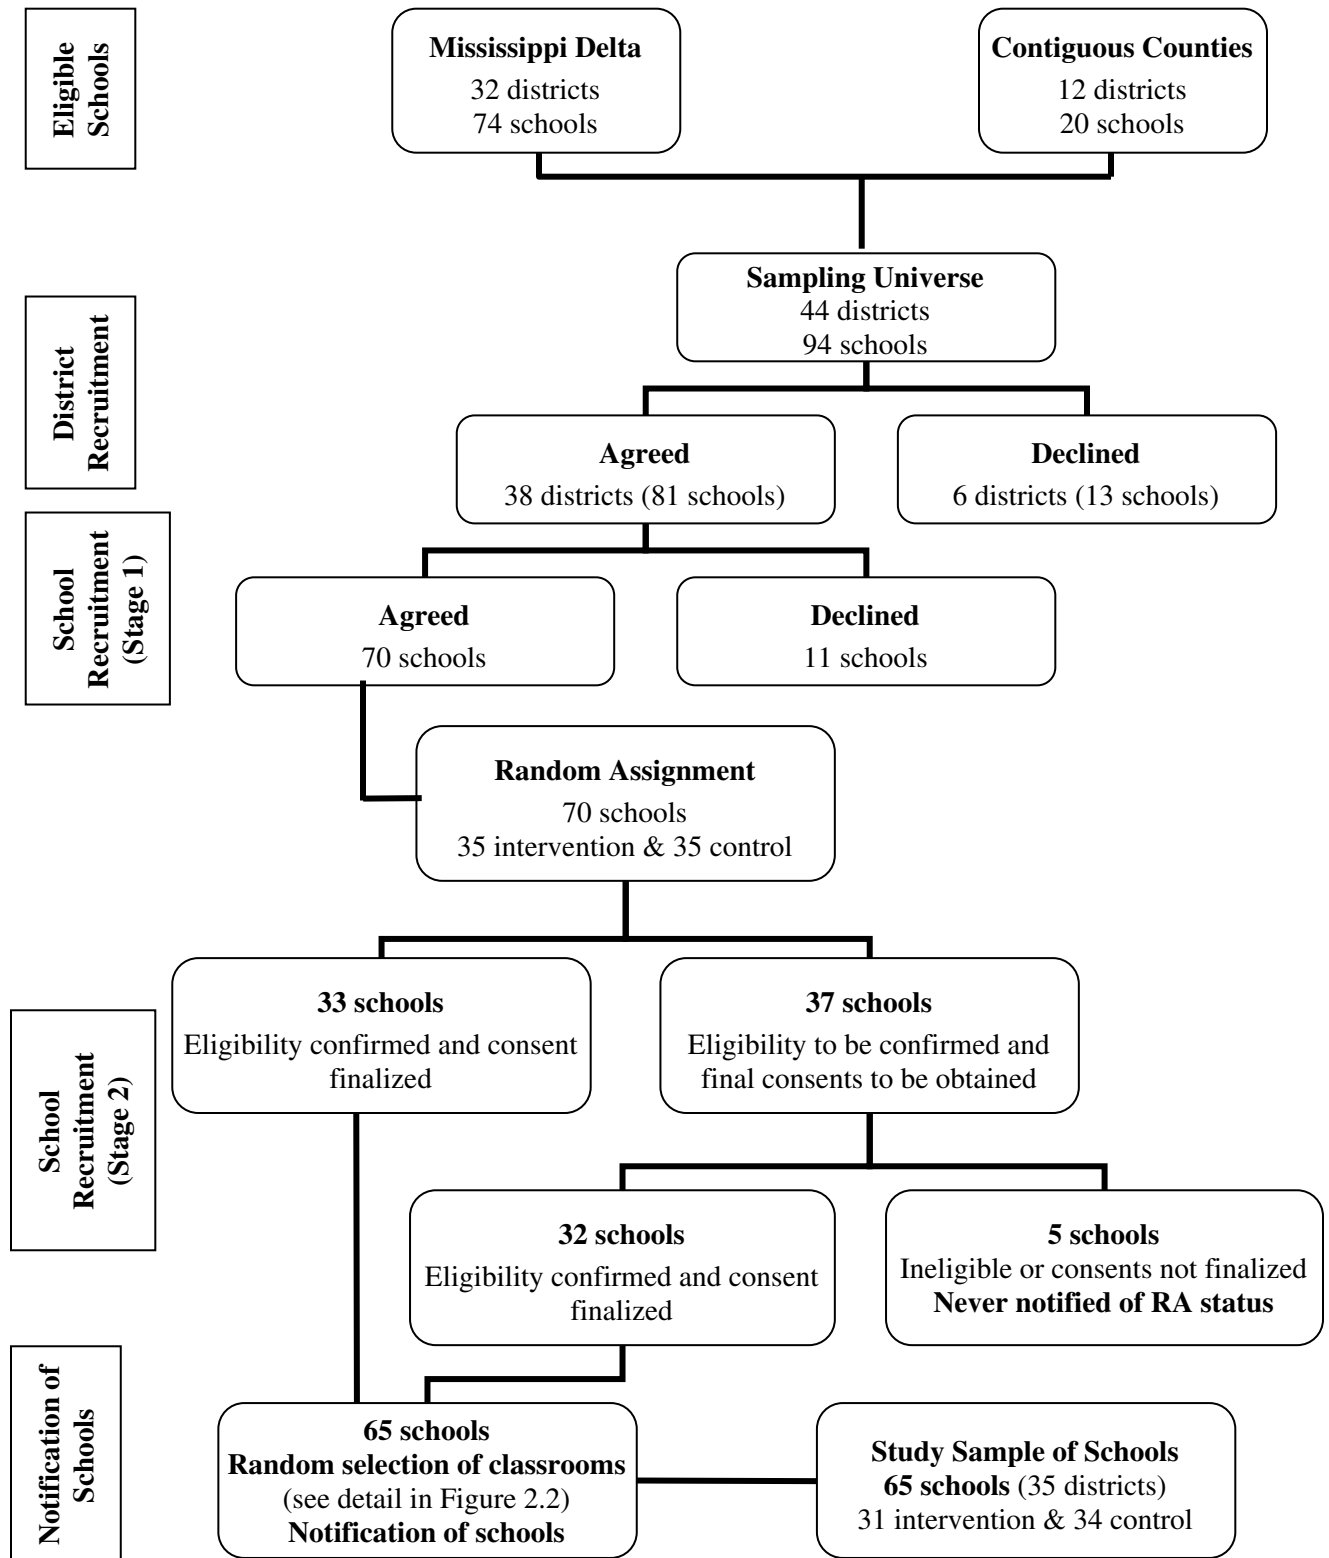 Eligible
Schools
Mississippi Delta
32 districts
74 schools
Contiguous Counties
12 districts
20 schools
District
Recruitment
Sampling Universe
44 districts
94 schools
Agreed
38 districts (81 schools)
Declined
6 districts (13 schools)
School
Recruitment
(Stage 1)
Agreed
70 schools
Declined
11 schools
Random Assignment
70 schools
35 intervention & 35 control
School
Recruitment
(Stage 2)
33 schools
Eligibility confirmed and consent
finalized
37 schools
Eligibility to be confirmed and
final consents to be obtained
32 schools
Eligibility confirmed and consent
finalized
5 schools
Ineligible or consents not finalized
Never notified of RA status
Notification of
Schools
65 schools
Random selection of classrooms
(see detail in Figure 2.2)
Notification of schools
Study Sample of Schools
65 schools (35 districts)
31 intervention & 34 control